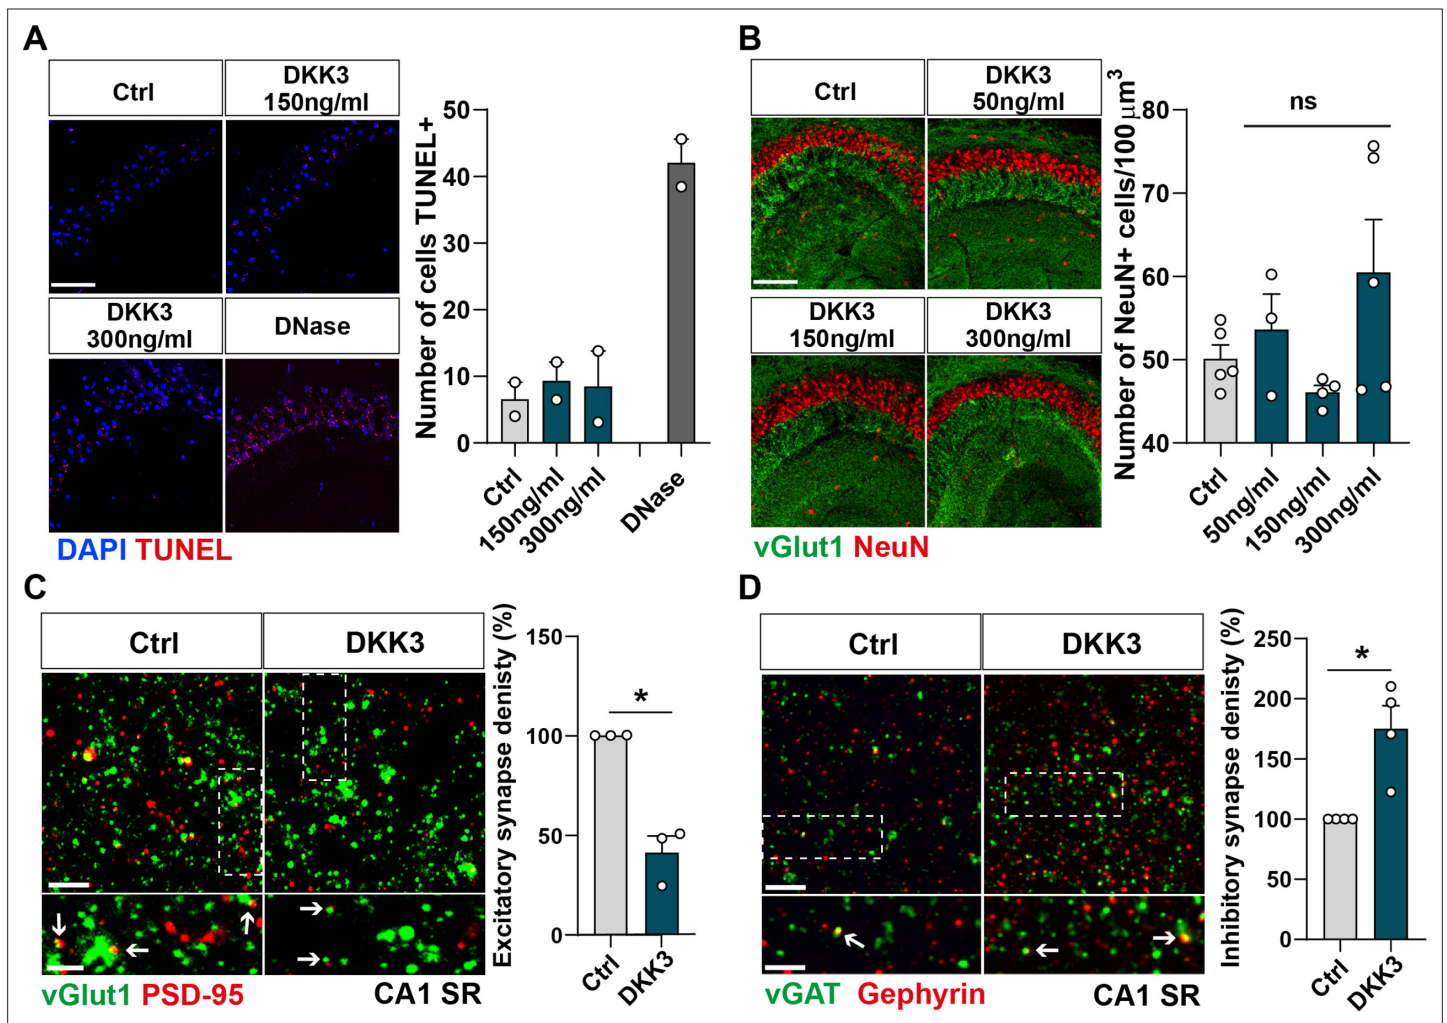 A
Ctrl
DKK3
150ng/ml
DKK3
300ng/ml
DNase
DAPI TUNEL
Number of cells TUNEL+
50
40
30
20
10
0
Ctrl
150ng/ml
300ng/ml
DNase
B
Ctrl
DKK3
50ng/ml
DKK3
150ng/ml
DKK3
300ng/ml
vGlut1 NeuN
Number of NeuN+ cells/100µm³
80
70
60
50
40
ns
Ctrl
50ng/ml
150ng/ml
300ng/ml
C
Ctrl
DKK3
vGlut1 PSD-95
CA1 SR
Excitatory synapse denisty (%)
150
100
50
0
*
Ctrl
DKK3
D
Ctrl
DKK3
vGAT Gephyrin
CA1 SR
Inhibitory synapse denisty (%)
250
200
150
100
50
0
*
Ctrl
DKK3